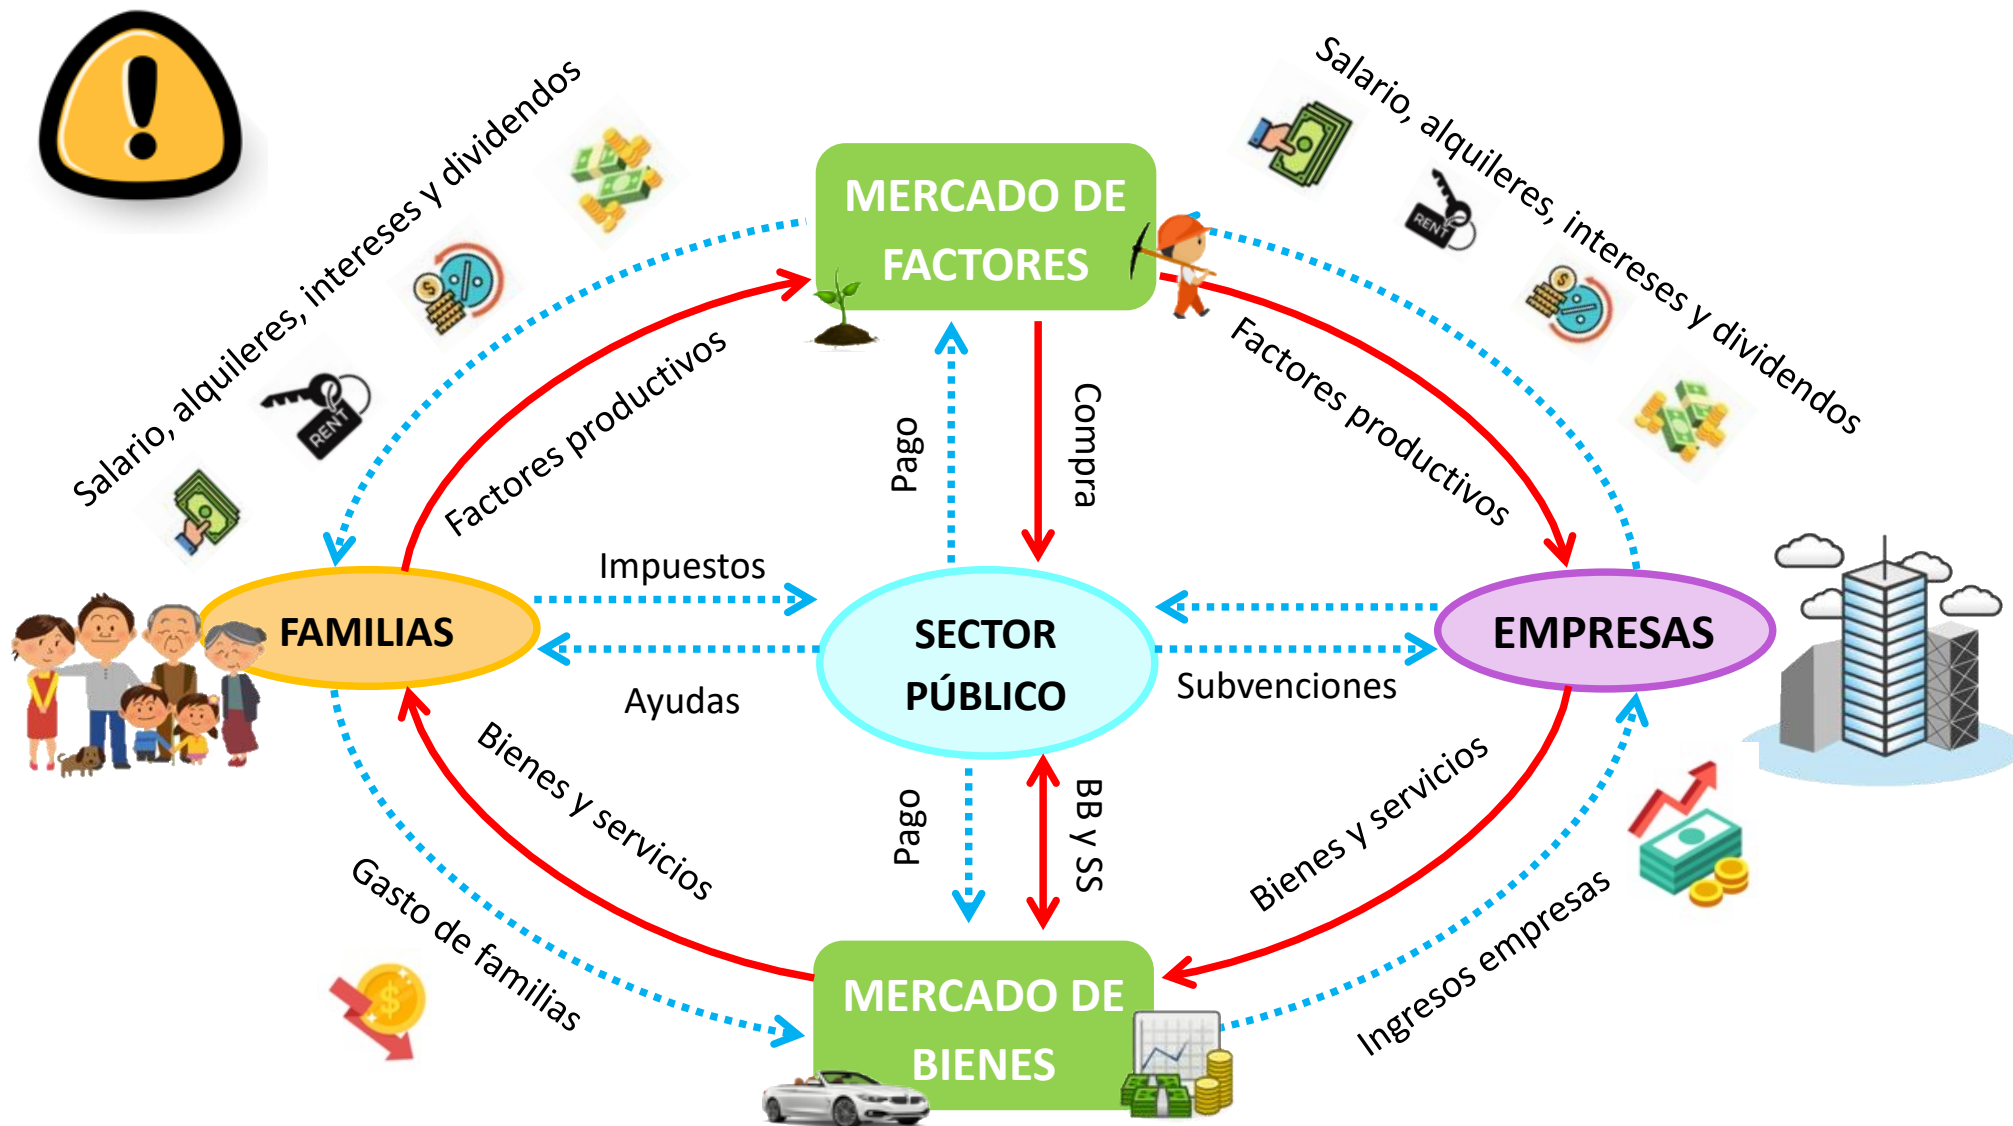 Salario, alquileres, intereses y dividendos
Salario, alquileres, intereses y dividendos
MERCADO DE
FACTORES
RENT
RENT
Factores productivos
Factores productivos
Pago
Compra
Impuestos
FAMILIAS
SECTOR
PÚBLICO
EMPRESAS
Ayudas
Subvenciones
Bienes y servicios
Pago
BB y SS
Bienes y servicios
Gasto de familias
Ingresos empresas
MERCADO DE
BIENES